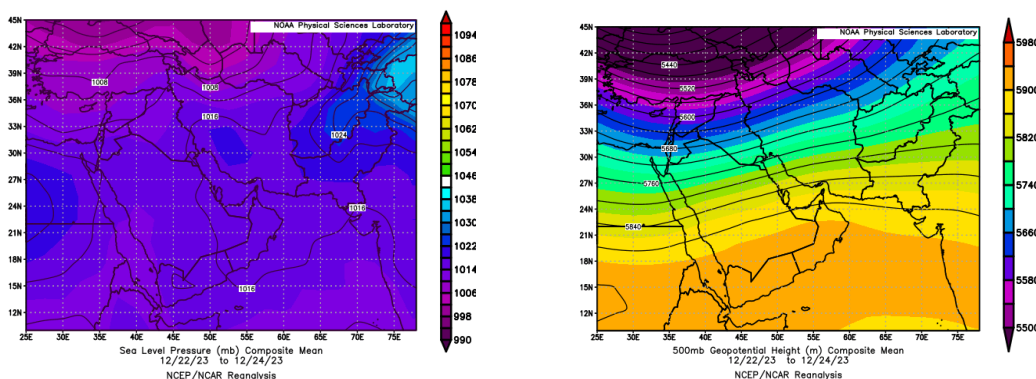 NOAA Physical Sciences Laboratory
45N
42N
39N
36N
33N
30N
27N
24N
21N
18N
15N
12N
25E
30E
35E
40E
45E
50E
55E
60E
65E
70E
75E
1008
1008
1016
1024
1016
1016
1094
1086
1078
1070
1062
1054
1046
1038
1030
1022
1014
1006
998
990
Sea Level Pressure (mb) Composite Mean
12/22/23 to 12/24/23
NCEP/NCAR Reanalysis
NOAA Physical Sciences Laboratory
45N
42N
39N
36N
33N
30N
27N
24N
21N
18N
15N
12N
25E
30E
35E
40E
45E
50E
55E
60E
65E
70E
75E
5440
5520
5600
5680
5760
5840
5980
5900
5820
5740
5660
5580
5500
500mb Geopotential Height (m) Composite Mean
12/22/23 to 12/24/23
NCEP/NCAR Reanalysis